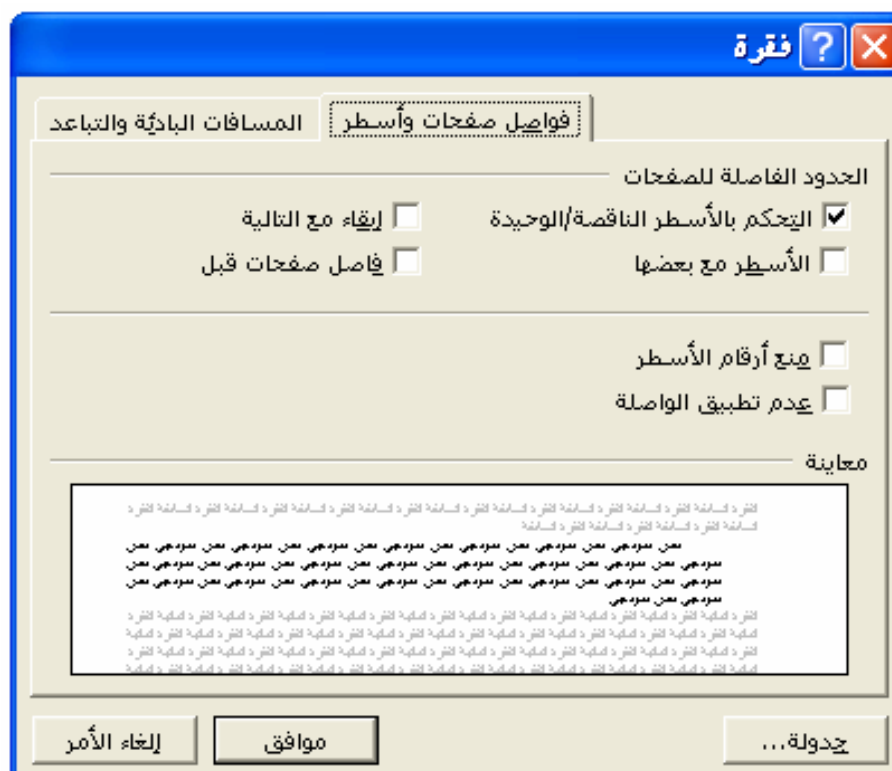 فقرة
المسافات البادئة والتباعد
فواصل صفحات وأسطر
الحدود الفاصلة للصفحات
التحكم بالأسطر الناقصة/الوحيدة
إبقاء مع التالية
الأسطر مع بعضها
فاصل صفحات قبل
منع أرقام الأسطر
عدم تطبيق الواصلة
معاينة
جدولة...
موافق
إلغاء الأمر